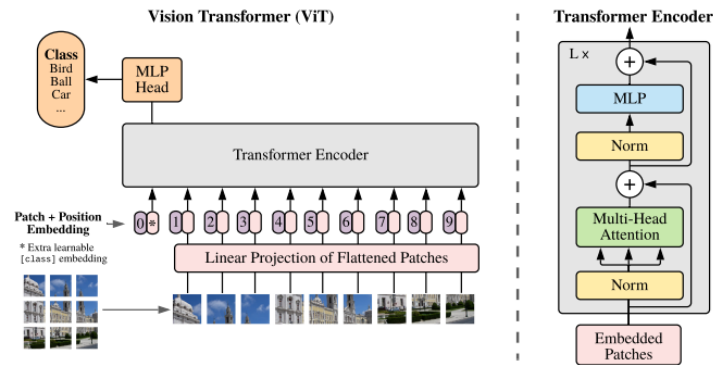 Vision Transformer (ViT)
Class
Bird
Ball
Car
...
MLP
Head
Transformer Encoder
Patch + Position
Embedding
0 * 1 2 3 4 5 6 7 8 9
* Extra learnable
[class] embedding
Linear Projection of Flattened Patches
Transformer Encoder
L ×
+
MLP
Norm
+
Multi-Head
Attention
Norm
Embedded
Patches